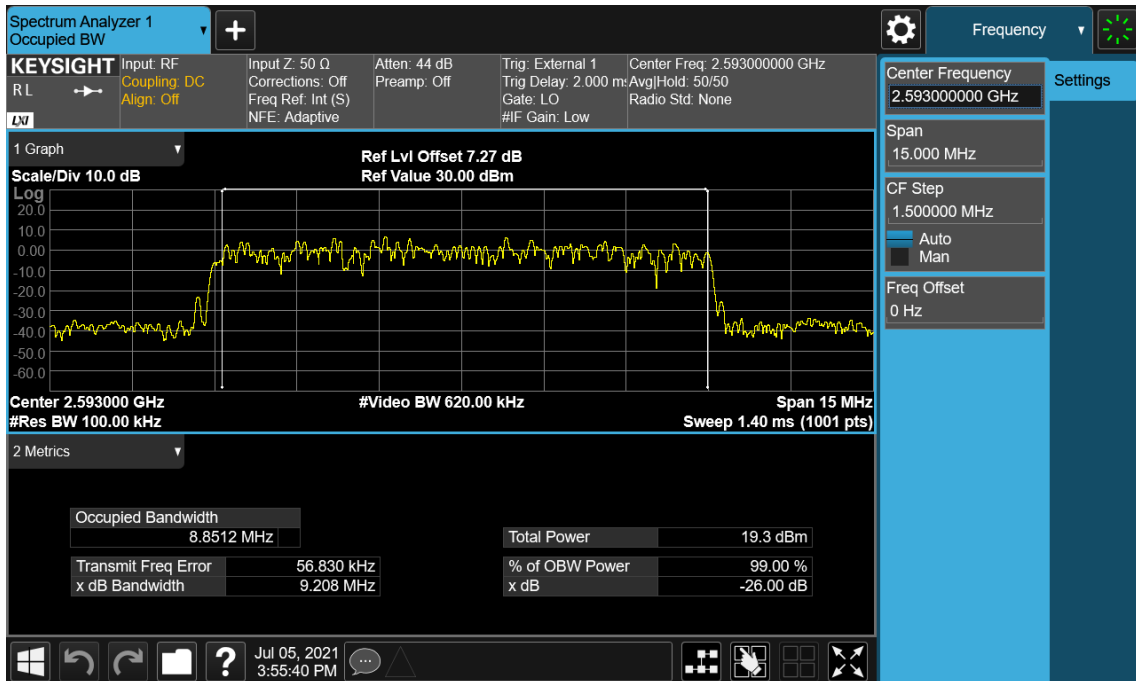 Spectrum Analyzer 1
Occupied BW
Frequency
KEYSIGHT
R L
LXI
Input: RF
Coupling: DC
Align: Off
Input Z: 50 Ω
Corrections: Off
Freq Ref: Int (S)
NFE: Adaptive
Atten: 44 dB
Preamp: Off
Trig: External 1
Trig Delay: 2.000 ms
Gate: LO
#IF Gain: Low
Center Freq: 2.593000000 GHz
Avg|Hold: 50/50
Radio Std: None
Center Frequency
2.593000000 GHz
Settings
Span
15.000 MHz
CF Step
1.500000 MHz
Auto
Man
Freq Offset
0 Hz
1 Graph
Ref Lvl Offset 7.27 dB
Scale/Div 10.0 dB
Ref Value 30.00 dBm
Log
20.0
10.0
0.00
-10.0
-20.0
-30.0
-40.0
-50.0
-60.0
Center 2.593000 GHz
#Video BW 620.00 kHz
Span 15 MHz
#Res BW 100.00 kHz
Sweep 1.40 ms (1001 pts)
2 Metrics
Occupied Bandwidth
8.8512 MHz
Total Power 19.3 dBm
Transmit Freq Error 56.830 kHz
% of OBW Power 99.00 %
x dB Bandwidth 9.208 MHz
x dB -26.00 dB
?
Jul 05, 2021
3:55:40 PM